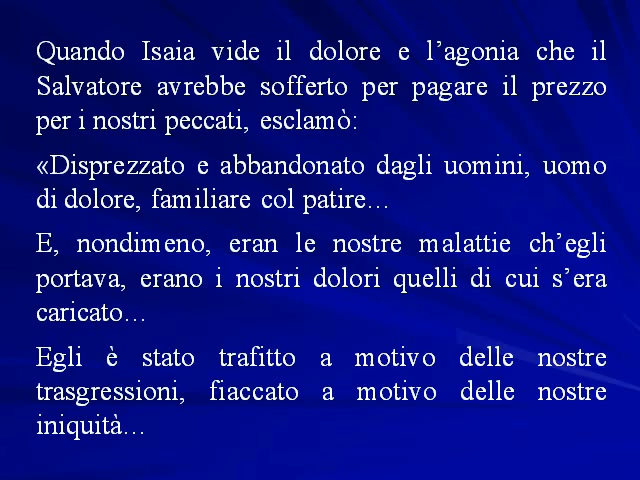 Quando Isaia vide il dolore e l’agonia che il
Salvatore avrebbe sofferto per pagare il prezzo
per i nostri peccati, esclamò:
«Disprezzato e abbandonato dagli uomini, uomo
di dolore, familiare col patire…
E, nondimeno, eran le nostre malattie ch’egli
portava, erano i nostri dolori quelli di cui s’era
caricato…
Egli è stato trafitto a motivo delle nostre
trasgressioni, fiaccato a motivo delle nostre
iniquità…